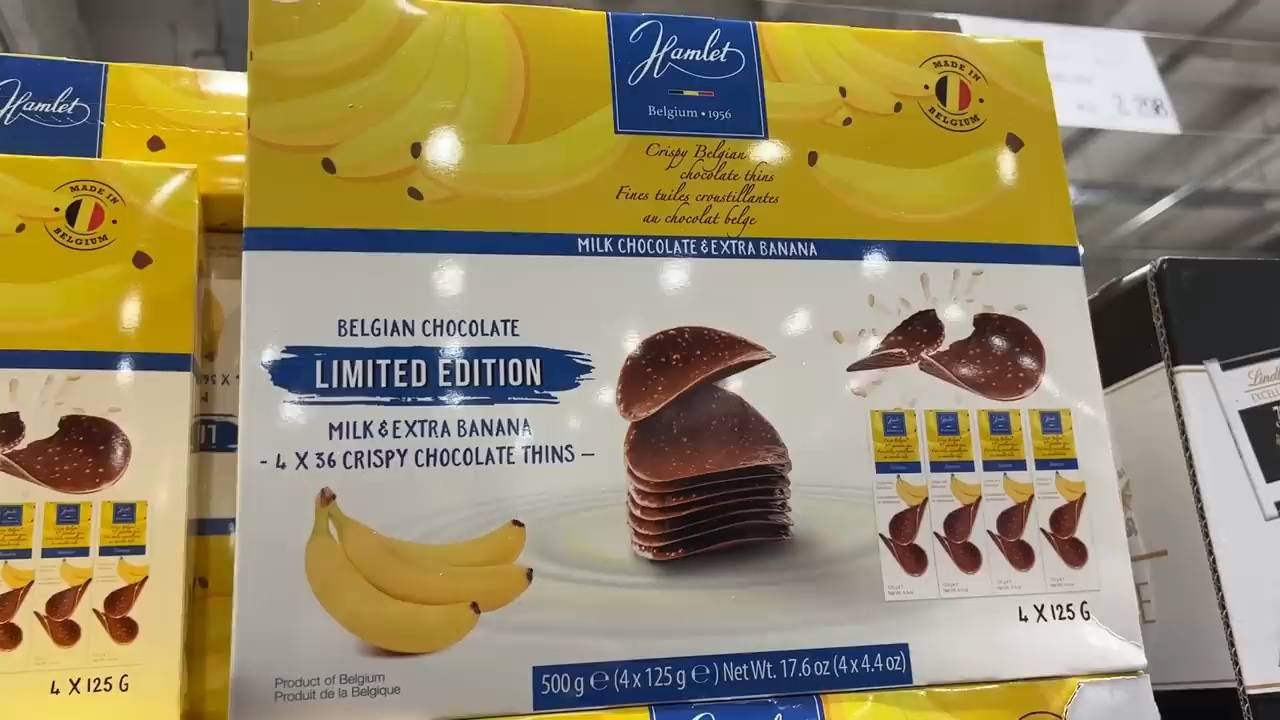 Hamlet
Belgium • 1956
MADE IN
BELGIUM
Crispy Belgian
chocolate thins
Fines tuiles croustillantes
au chocolat belge
MILK CHOCOLATE & EXTRA BANANA
BELGIAN CHOCOLATE
LIMITED EDITION
MILK & EXTRA BANANA
- 4 X 36 CRISPY CHOCOLATE THINS -
4 X 125 G
Product of Belgium
Produit de la Belgique
500 g ℮ (4 x 125 g ℮) Net Wt. 17.6 oz (4 x 4.4 oz)
Hamlet
MADE IN
BELGIUM
4 X 125 G
Hamlet